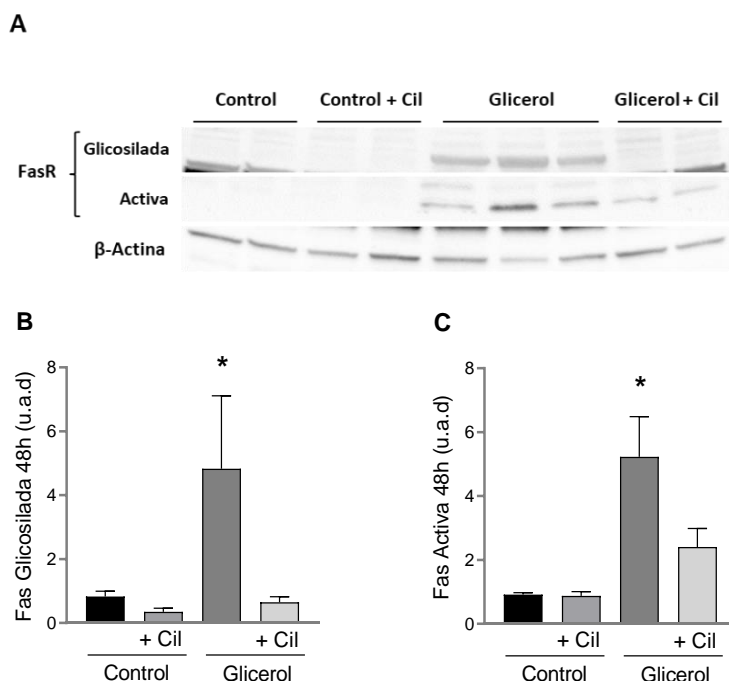 A
Control Control + Cil Glicerol Glicerol + Cil
Glicosilada
FasR
Activa
β-Actina
B
Fas Glicosilada 48h (u.a.d)
8
6
4
2
0
*
+ Cil + Cil
Control Glicerol
C
Fas Activa 48h (u.a.d)
8
6
4
2
0
*
+ Cil + Cil
Control Glicerol